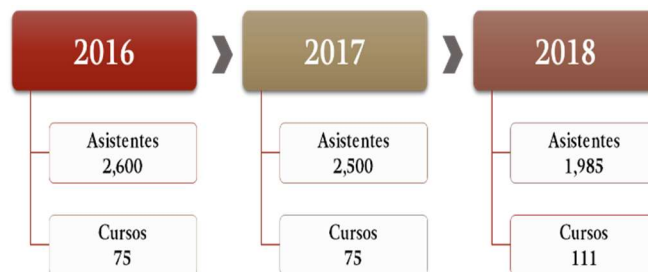 2016
2017
2018
Asistentes
2,600
Asistentes
2,500
Asistentes
1,985
Cursos
75
Cursos
75
Cursos
111